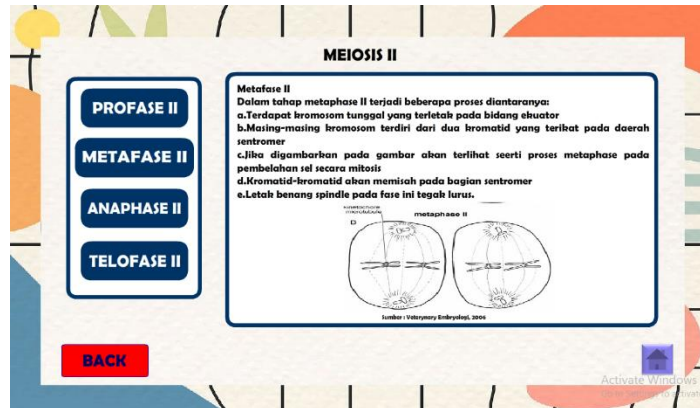 MEIOSIS II
PROFASE II
METAFASE II
ANAPHASE II
TELOFASE II
Metafase II
Dalam tahap metaphase II terjadi beberapa proses diantaranya:
a.Terdapat kromosom tunggal yang terletak pada bidang ekuator
b.Masing-masing kromosom terdiri dari dua kromatid yang terikat pada daerah
sentromer
c.Jika digambarkan pada gambar akan terlihat seerti proses metaphase pada
pembelahan sel secara mitosis
d.Kromatid-kromatid akan memisah pada bagian sentromer
e.Letak benang spindle pada fase ini tegak lurus.
kinetochore
microtubule
metaphase II
D
Sumber : Veterynery Embryologi, 2006
BACK
Activate Windows